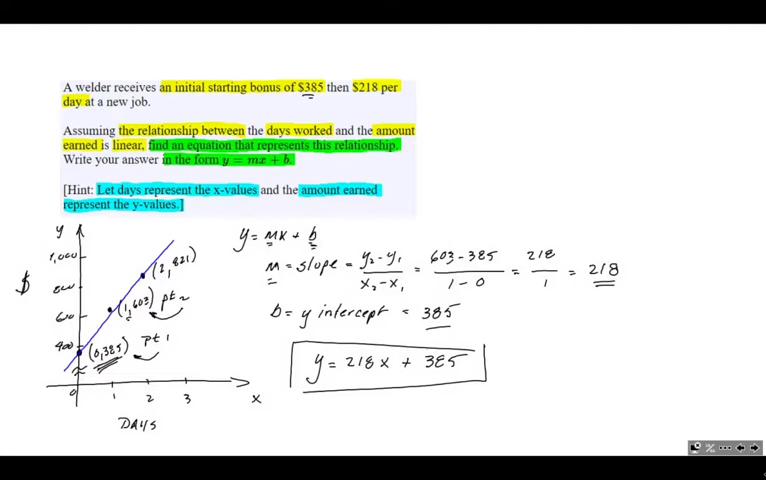 A welder receives an initial starting bonus of $385 then $218 per
day at a new job.
Assuming the relationship between the days worked and the amount
earned is linear, find an equation that represents this relationship.
Write your answer in the form y = mx + b.
[Hint: Let days represent the x-values and the amount earned
represent the y-values.]
y = mx + b
m = slope = y₂ - y₁ / x₂ - x₁ = 603 - 385 / 1 - 0 = 218 / 1 = 218
b = y intercept = 385
y = 218x + 385
y
1,000
800
600
400
0
$
(2, 821)
(1, 603) pt 2
(0, 385) pt 1
1 2 3
x
DAYS